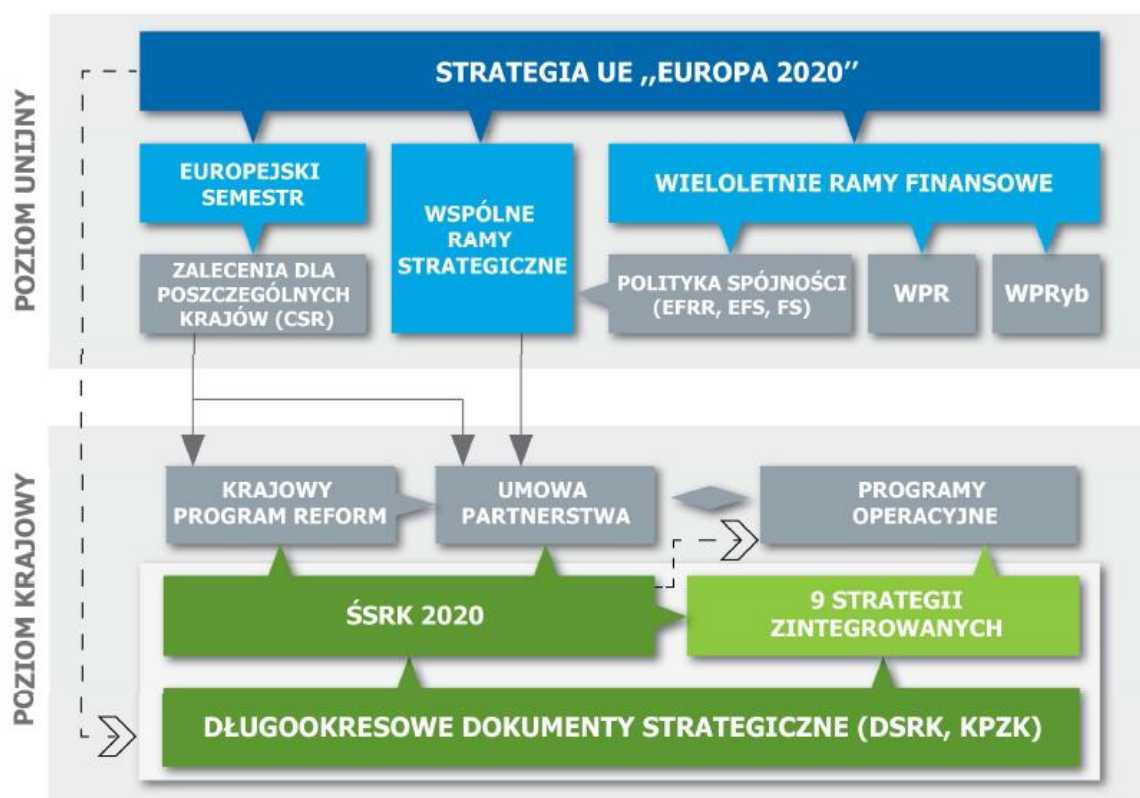 POZIOM UNIJNY
STRATEGIA UE „EUROPA 2020”
EUROPEJSKI
SEMESTR
WSPÓLNE
RAMY
STRATEGICZNE
WIELOLETNIE RAMY FINANSOWE
ZALECENIA DLA
POSZCZEGÓLNYCH
KRAJÓW (CSR)
POLITYKA SPÓJNOŚCI
(EFRR, EFS, FS)
WPR
WPRyb
POZIOM KRAJOWY
KRAJOWY
PROGRAM REFORM
UMOWA
PARTNERSTWA
PROGRAMY
OPERACYJNE
ŚSRK 2020
9 STRATEGII
ZINTEGROWANYCH
DŁUGOOKRESOWE DOKUMENTY STRATEGICZNE (DSRK, KPZK)